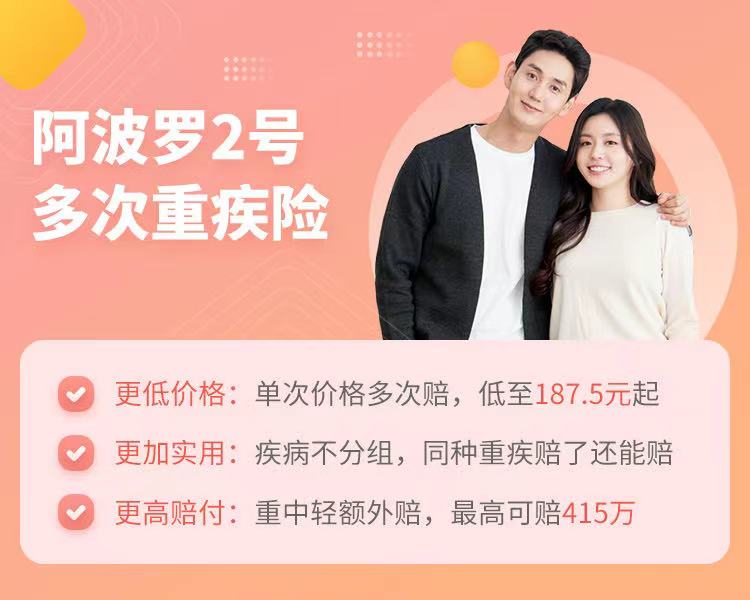 阿波罗2号
多次重疾险
更低价格：单次价格多次赔，低至187.5元起
更加实用：疾病不分组，同种重疾赔了还能赔
更高赔付：重中轻额外赔，最高可赔415万